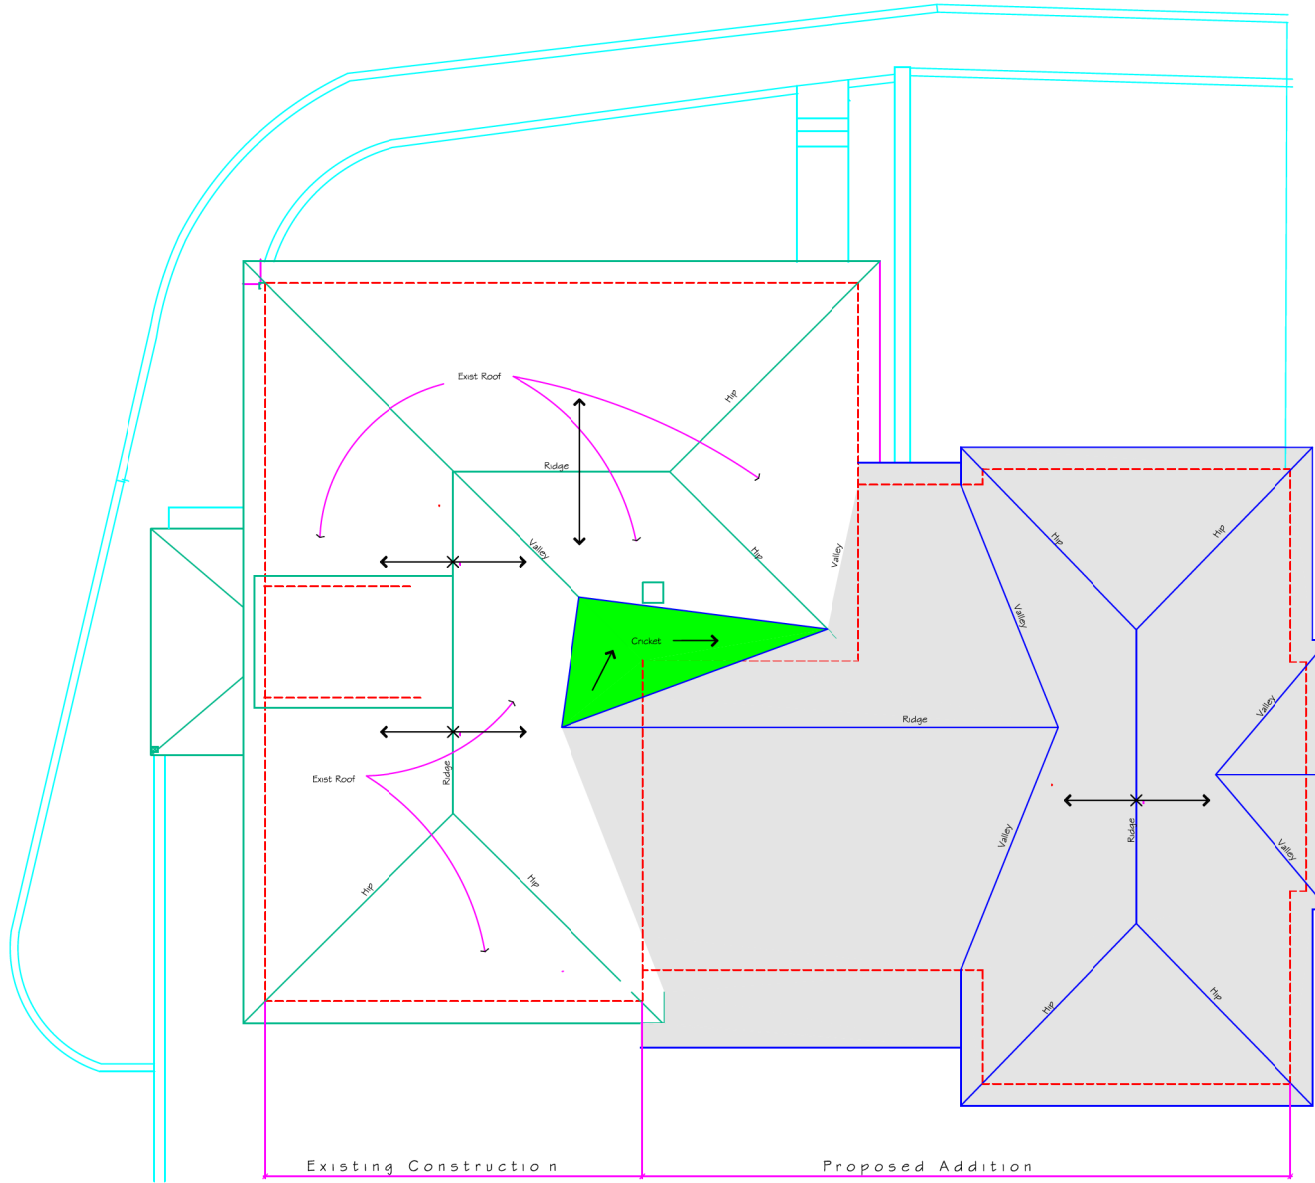 Exist Roof
Hip
Ridge
Valley
Hip
Valley
Hip
Hip
Valley
Cricket
Valley
Ridge
Exist Roof
Ridge
Valley
Ridge
Valley
Hip
Hip
Hip
Hip
Existing Construction
Proposed Addition